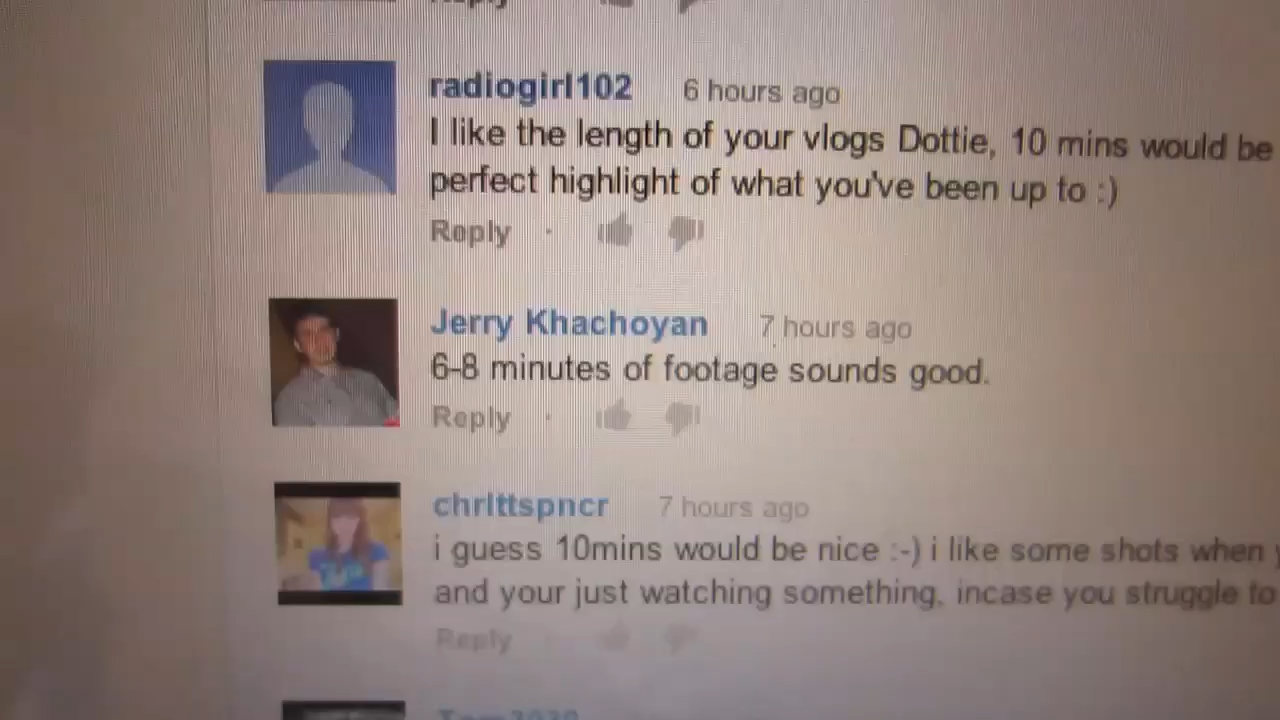 radiogirl102 6 hours ago
I like the length of your vlogs Dottie, 10 mins would be
perfect highlight of what you've been up to :)
Reply
Jerry Khachoyan 7 hours ago
6-8 minutes of footage sounds good.
Reply
chrlttspncr 7 hours ago
i guess 10mins would be nice :-) i like some shots when
and your just watching something, incase you struggle to
Reply